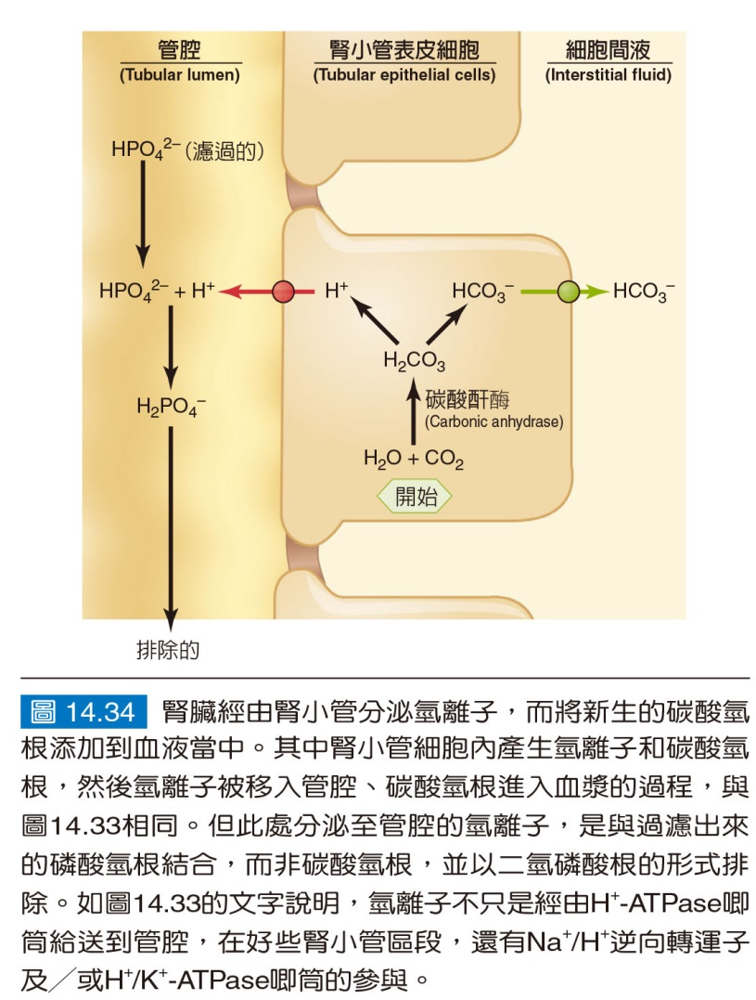 管腔
(Tubular lumen)
腎小管表皮細胞
(Tubular epithelial cells)
細胞間液
(Interstitial fluid)
HPO₄²⁻ (濾過的)
HPO₄²⁻ + H⁺
H⁺
HCO₃⁻
HCO₃⁻
H₂CO₃
H₂PO₄⁻
碳酸酐酶
(Carbonic anhydrase)
H₂O + CO₂
開始
排除的
圖 14.34 腎臟經由腎小管分泌氫離子，而將新生的碳酸氫
根添加到血液當中。其中腎小管細胞內產生氫離子和碳酸氫
根，然後氫離子被移入管腔、碳酸氫根進入血漿的過程，與
圖14.33相同。但此處分泌至管腔的氫離子，是與過濾出來
的磷酸氫根結合，而非碳酸氫根，並以二氫磷酸根的形式排
除。如圖14.33的文字說明，氫離子不只是經由H⁺-ATPase唧
筒給送到管腔，在好些腎小管區段，還有Na⁺/H⁺逆向轉運子
及／或H⁺/K⁺-ATPase唧筒的參與。